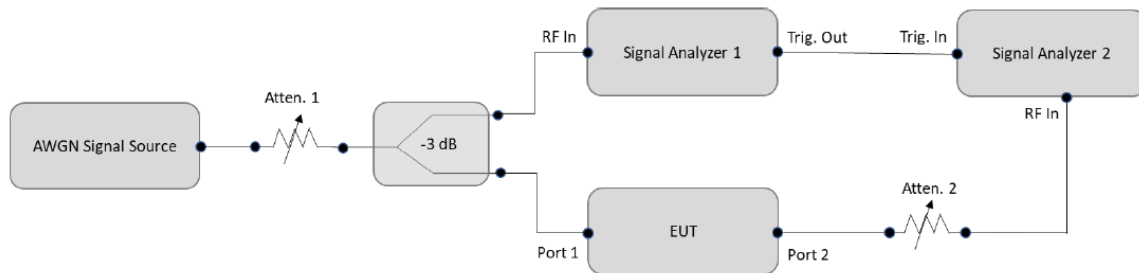 RF In
Signal Analyzer 1
Trig. Out
Trig. In
Signal Analyzer 2
RF In
Atten. 1
AWGN Signal Source
-3 dB
Atten. 2
Port 1
EUT
Port 2